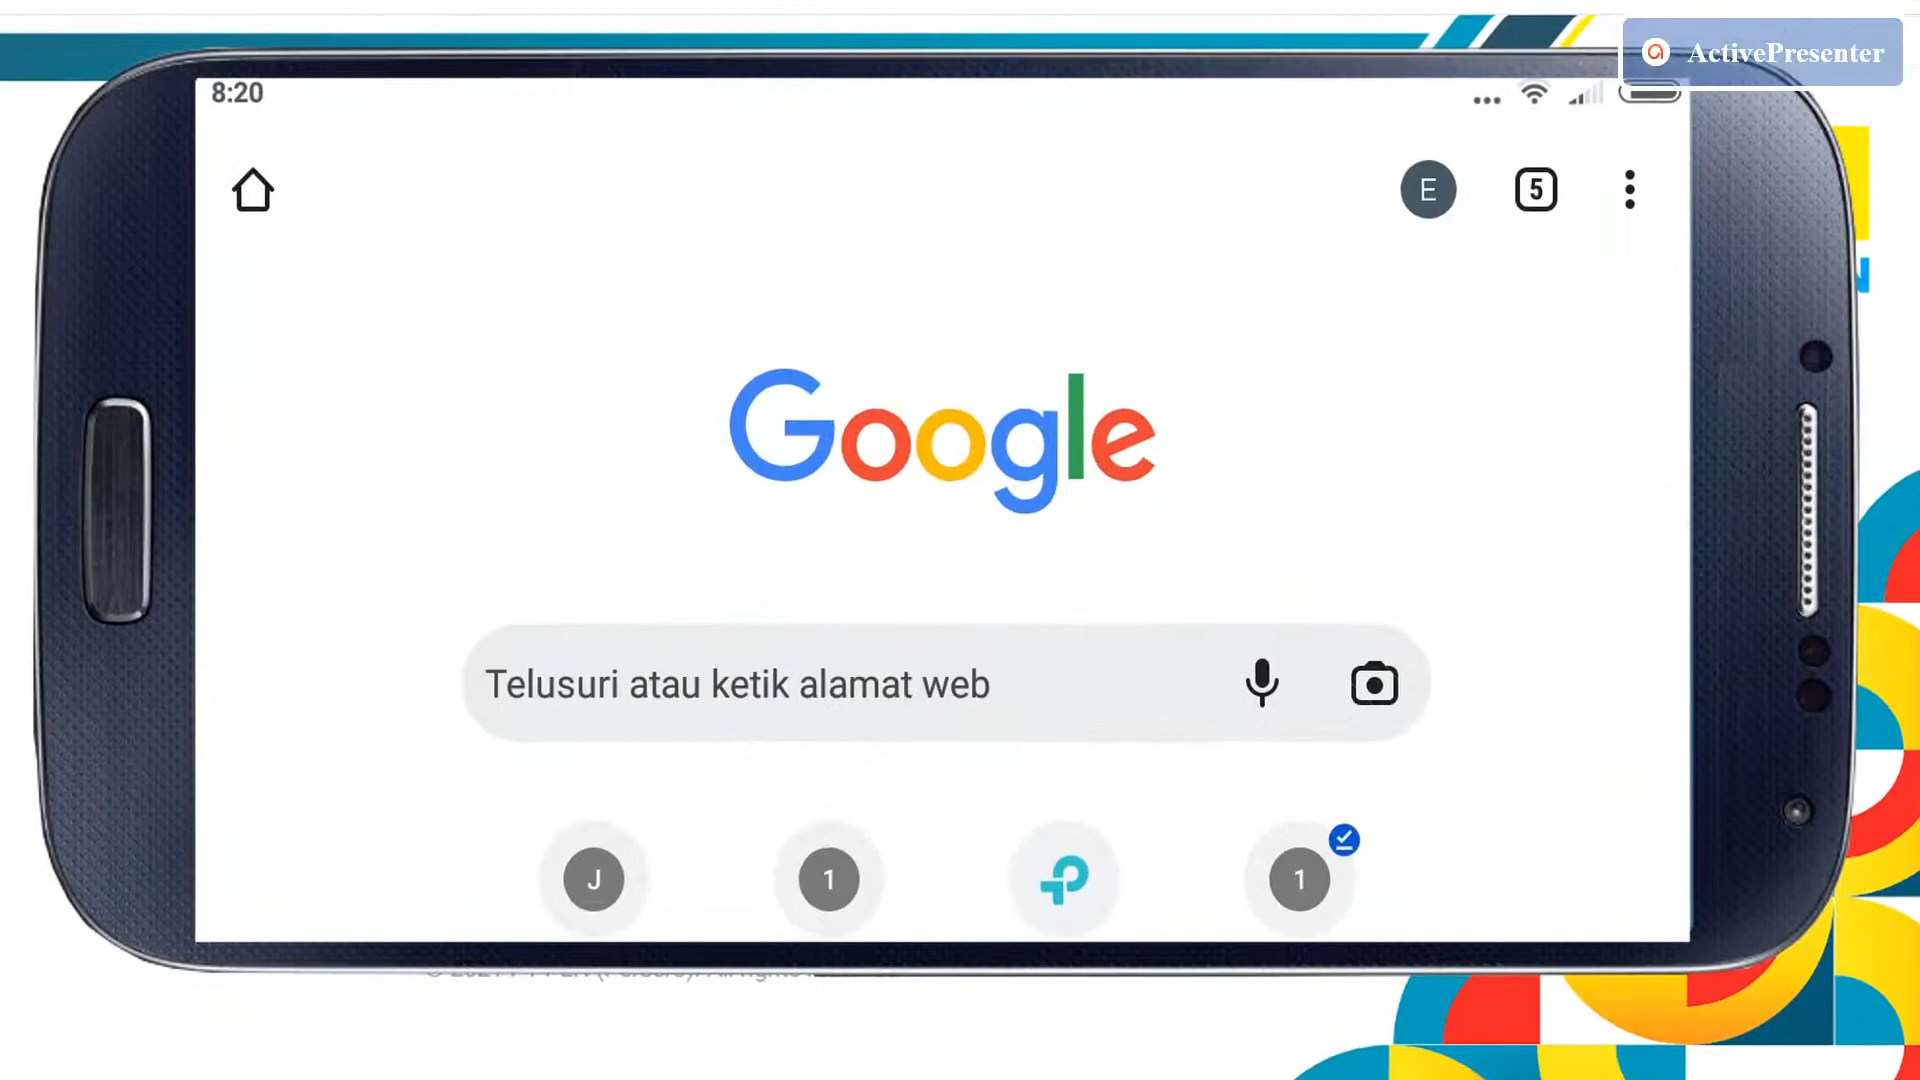 ActivePresenter
8:20
E
5
N
Google
Telusuri atau ketik alamat web
J
1
1